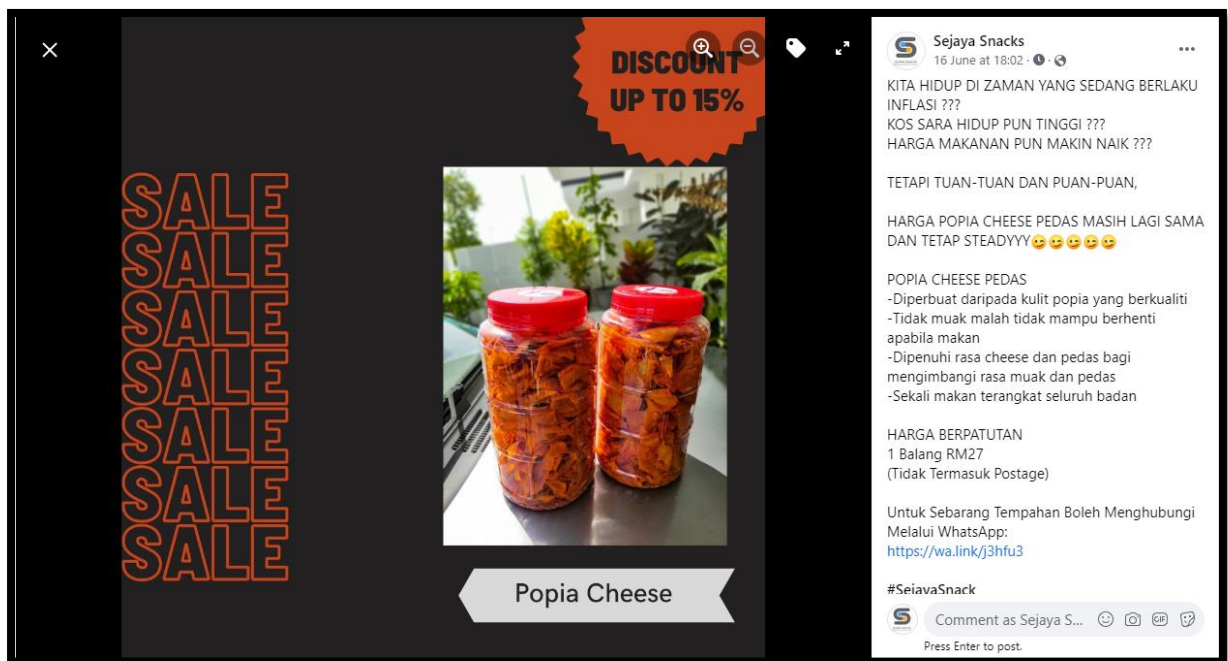 DISCOUNT
UP TO 15%
SALE
SALE
SALE
SALE
SALE
SALE
SALE
Popia Cheese
Sejaya Snacks
16 June at 18:02
KITA HIDUP DI ZAMAN YANG SEDANG BERLAKU
INFLASI ???
KOS SARA HIDUP PUN TINGGI ???
HARGA MAKANAN PUN MAKIN NAIK ???
TETAPI TUAN-TUAN DAN PUAN-PUAN,
HARGA POPIA CHEESE PEDAS MASIH LAGI SAMA
DAN TETAP STEADYYY😉😉😉😉😉
POPIA CHEESE PEDAS
-Diperbuat daripada kulit popia yang berkualiti
-Tidak muak malah tidak mampu berhenti
apabila makan
-Dipenuhi rasa cheese dan pedas bagi
mengimbangi rasa muak dan pedas
-Sekali makan terangkat seluruh badan
HARGA BERPATUTAN
1 Balang RM27
(Tidak Termasuk Postage)
Untuk Sebarang Tempahan Boleh Menghubungi
Melalui WhatsApp:
https://wa.link/j3hfu3
#SejayaSnack
Comment as Sejaya S...
GIF
Press Enter to post.